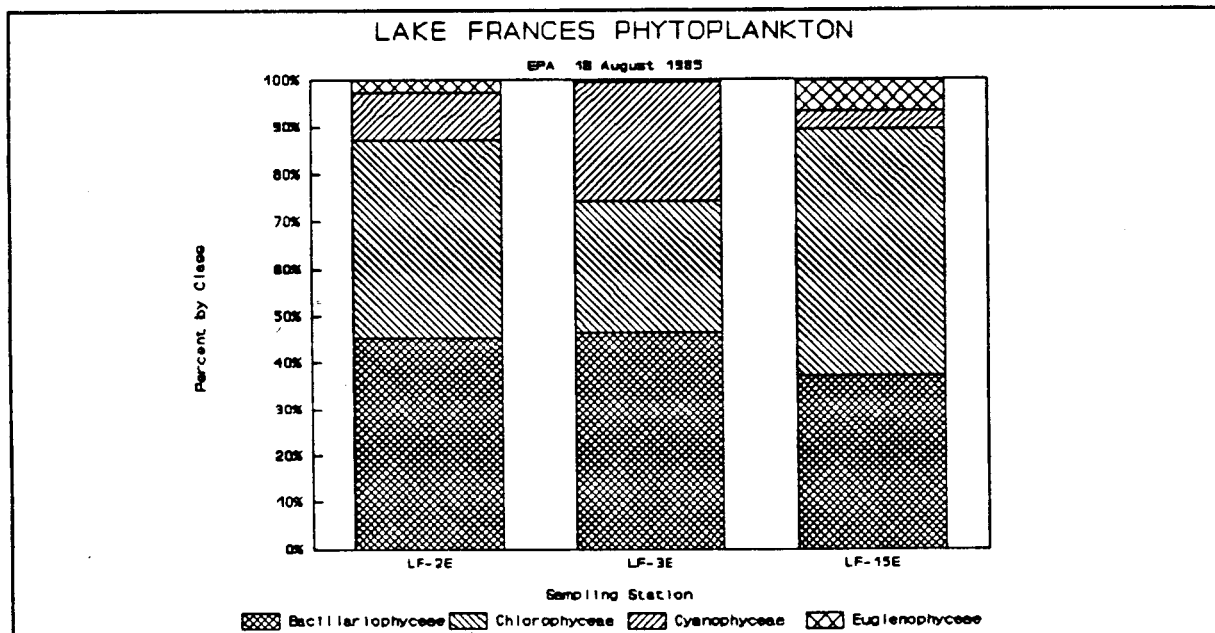 LAKE FRANCES PHYTOPLANKTON
EPA 18 August 1985
100%
90%
80%
70%
60%
50%
40%
30%
20%
10%
0%
Percent by Class
LF-2E LF-3E LF-15E
Sampling Station
Bacillariophyceae Chlorophyceae Cyanophyceae Euglenophyceae